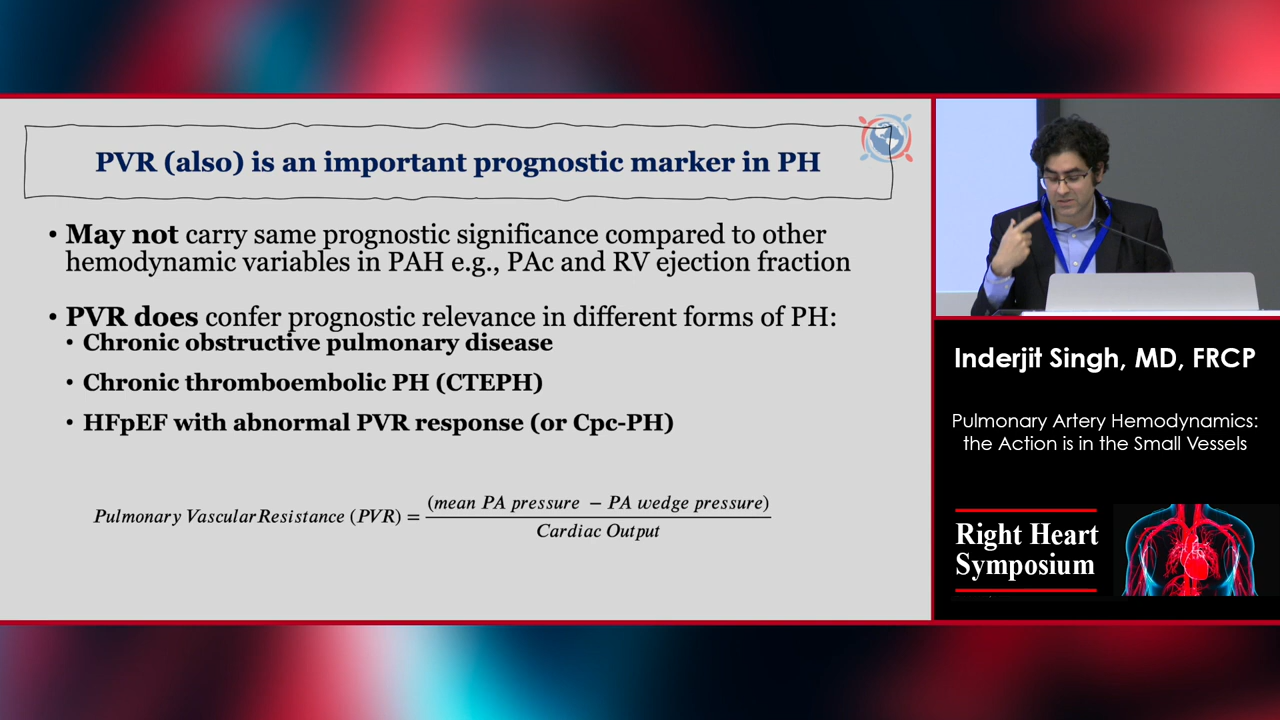 PVR (also) is an important prognostic marker in PH
• May not carry same prognostic significance compared to other
hemodynamic variables in PAH e.g., PAc and RV ejection fraction
• PVR does confer prognostic relevance in different forms of PH:
• Chronic obstructive pulmonary disease
• Chronic thromboembolic PH (CTEPH)
• HFpEF with abnormal PVR response (or Cpc-PH)
Pulmonary VascularResistance (PVR) = (mean PA pressure − PA wedge pressure)
Cardiac Output
Inderjit Singh, MD, FRCP
Pulmonary Artery Hemodynamics:
the Action is in the Small Vessels
Right Heart
Symposium